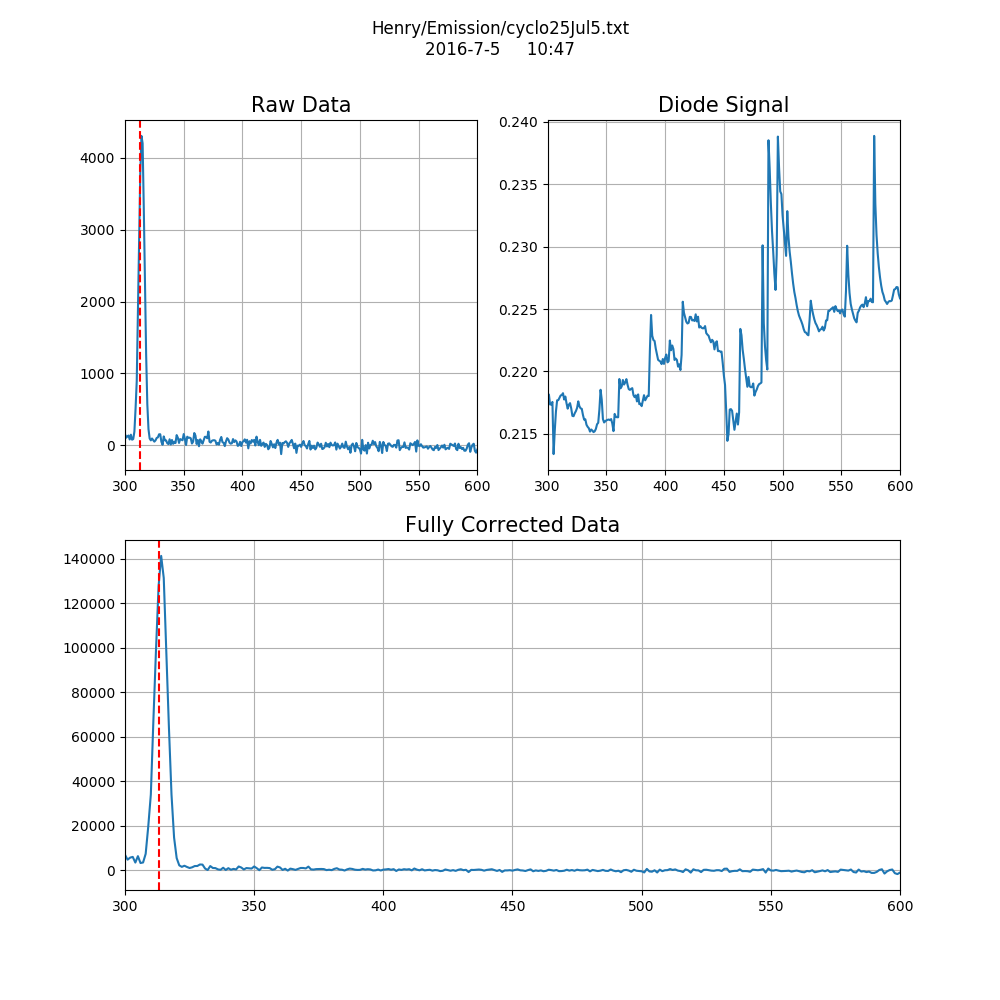 Henry/Emission/cyclo25Jul5.txt
2016-7-5 10:47
Raw Data
4000
3000
2000
1000
0
300 350 400 450 500 550 600
Diode Signal
0.240
0.235
0.230
0.225
0.220
0.215
300 350 400 450 500 550 600
Fully Corrected Data
140000
120000
100000
80000
60000
40000
20000
0
300 350 400 450 500 550 600